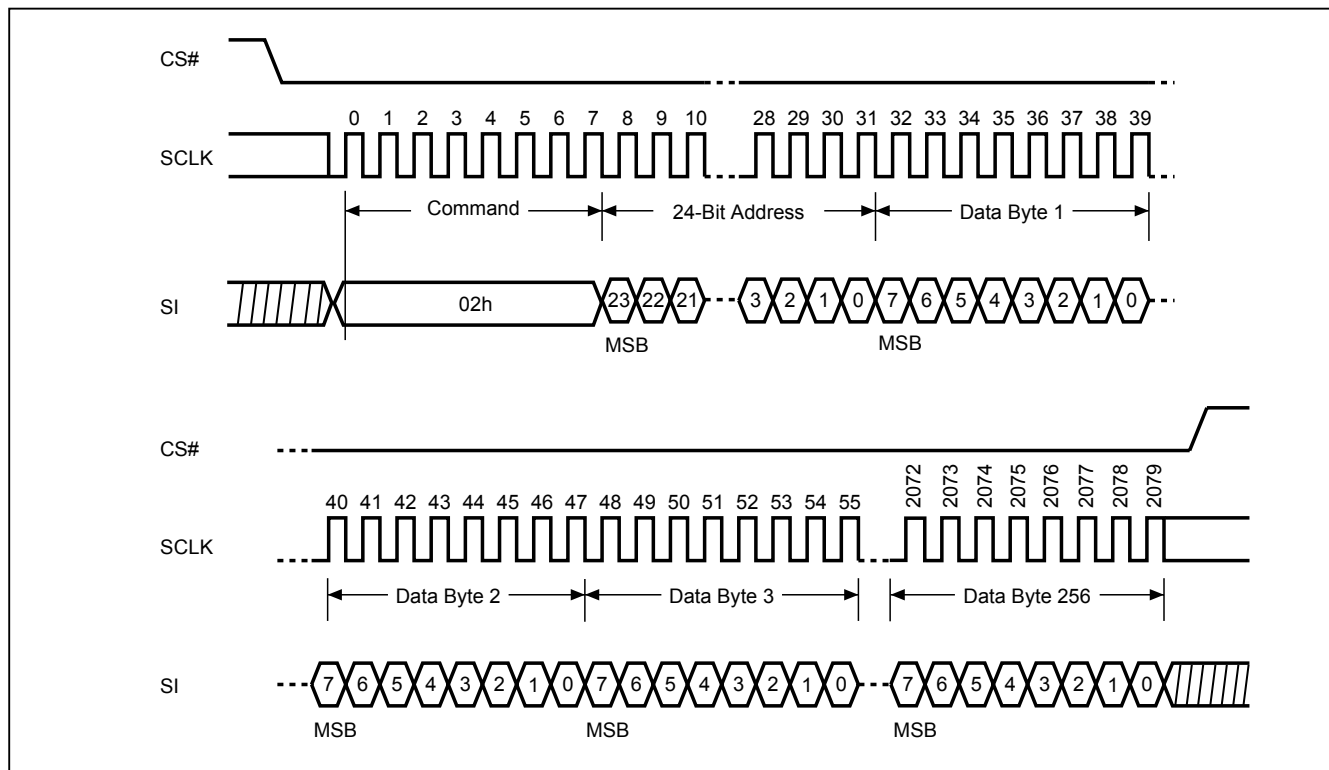 CS#
0 1 2 3 4 5 6 7 8 9 10 28 29 30 31 32 33 34 35 36 37 38 39
SCLK
Command 24-Bit Address Data Byte 1
SI 02h 23 22 21 3 2 1 0 7 6 5 4 3 2 1 0
MSB MSB
CS#
40 41 42 43 44 45 46 47 48 49 50 51 52 53 54 55 2072 2073 2074 2075 2076 2077 2078 2079
SCLK
Data Byte 2 Data Byte 3 Data Byte 256
SI 7 6 5 4 3 2 1 0 7 6 5 4 3 2 1 0 7 6 5 4 3 2 1 0
MSB MSB MSB